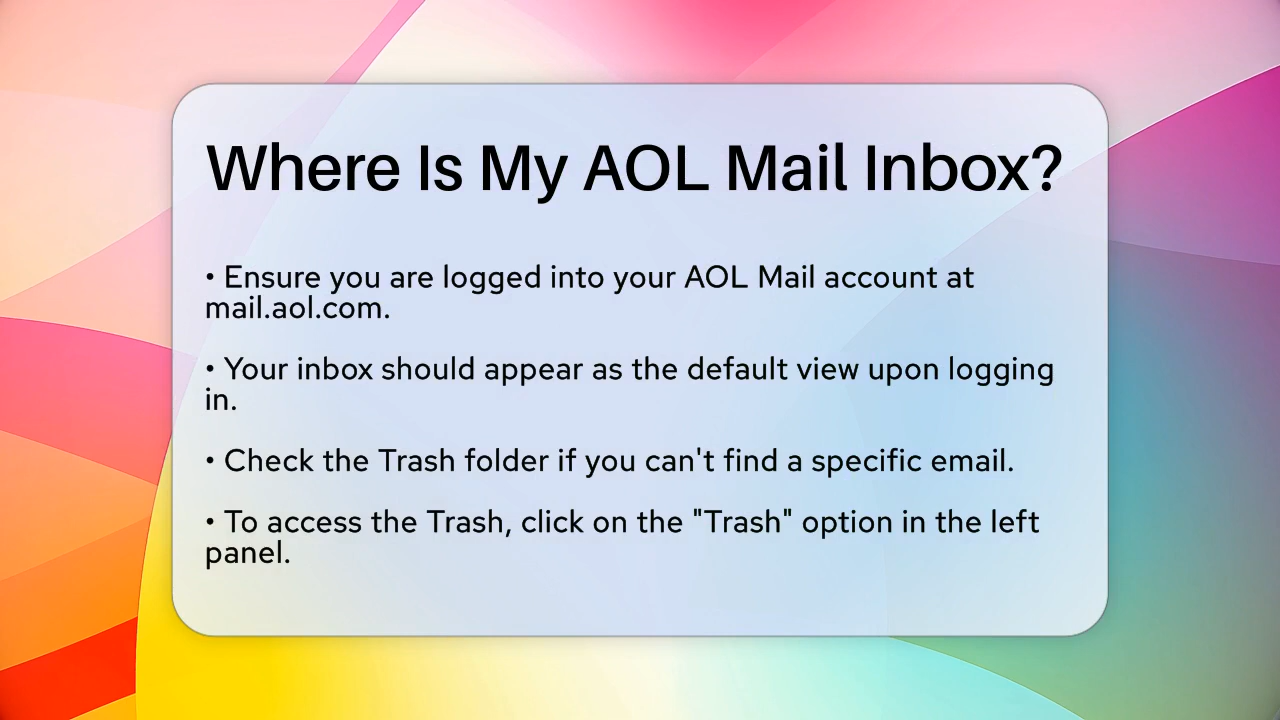 Where Is My AOL Mail Inbox?
• Ensure you are logged into your AOL Mail account at
mail.aol.com.
• Your inbox should appear as the default view upon logging
in.
• Check the Trash folder if you can't find a specific email.
• To access the Trash, click on the "Trash" option in the left
panel.